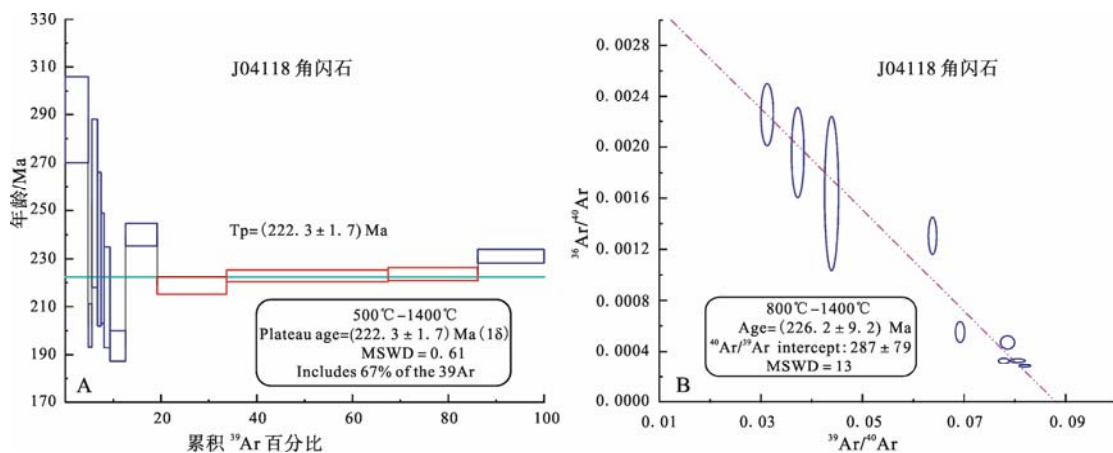 330
310
290
270
250
230
210
190
170
年龄/Ma
J04118 角闪石
Tp=(222.3±1.7) Ma
500℃-1400℃
Plateau age=(222.3±1.7) Ma (1δ)
MSWD = 0.61
Includes 67% of the 39Ar
A
0 20 40 60 80 100
累积 ³⁹Ar 百分比
0.0028
0.0024
0.0020
0.0016
0.0012
0.0008
0.0004
0.0000
³⁶Ar/⁴⁰Ar
J04118 角闪石
800℃-1400℃
Age=(226.2±9.2) Ma
⁴⁰Ar/³⁹Ar intercept: 287±79
MSWD = 13
B
0.01 0.03 0.05 0.07 0.09
³⁹Ar/⁴⁰Ar